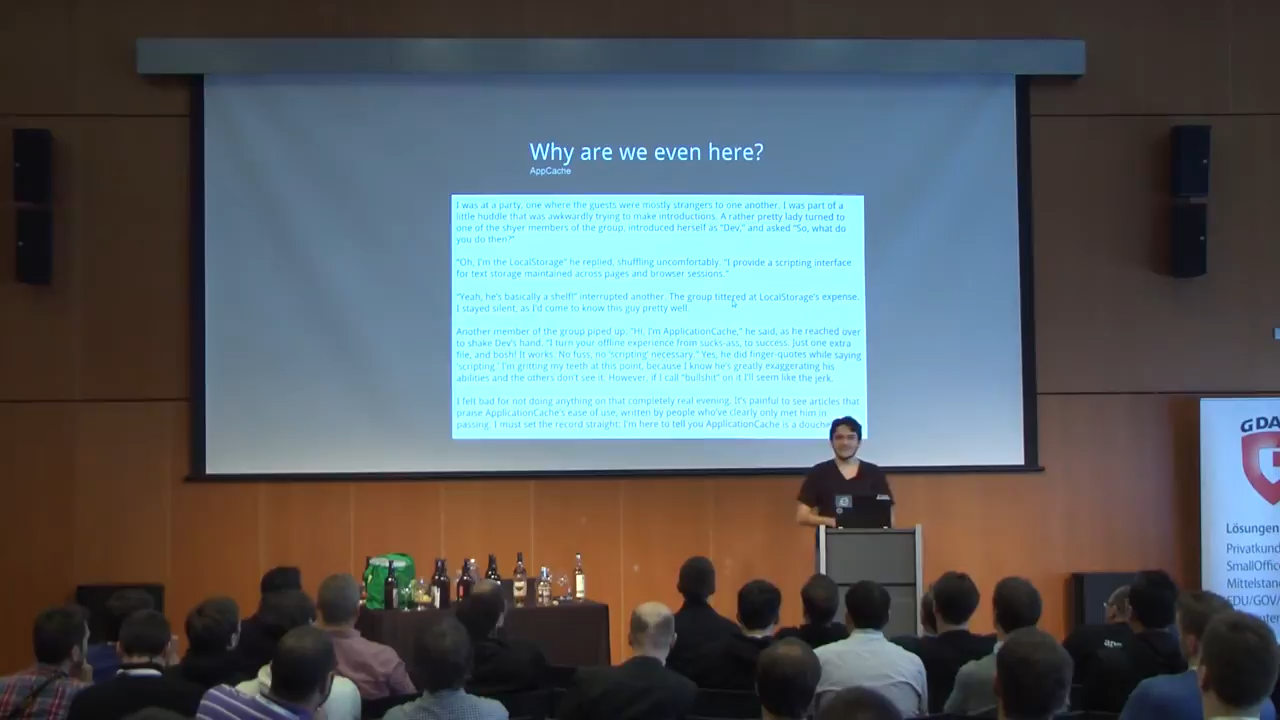 Why are we even here?
AppCache
I was at a party, one where the guests were mostly strangers to one another. I was part of a
little huddle that was awkwardly trying to make introductions. A rather pretty lady turned to
one of the shyer members of the group, introduced herself as "Dev," and asked "So, what do
you do then?"
"Oh, I'm the LocalStorage" he replied, shuffling uncomfortably. "I provide a scripting interface
for text storage maintained across pages and browser sessions."
"Yeah, he's basically a shelf!" interrupted another. The group tittered at LocalStorage's expense.
I stayed silent, as I'd come to know this guy pretty well.
Another member of the group piped up. "Hi, I'm ApplicationCache," he said, as he reached over
to shake Dev's hand. "I turn your offline experience from sucks-ass, to success. Just one extra
file, and bosh! It works. No fuss, no 'scripting' necessary." Yes, he did finger-quotes while saying
'scripting.' I'm gritting my teeth at this point, because I know he's greatly exaggerating his
abilities and the others don't see it. However, if I call "bullshit" on it I'll seem like the jerk.
I felt bad for not doing anything on that completely real evening. It's painful to see articles that
praise ApplicationCache's ease of use, written by people who've clearly only met him in
passing. I must set the record straight: I'm here to tell you ApplicationCache is a douche
G DA
Lösungen
Privatkund
SmallOffic
Mittelstan
EDU/GOV/